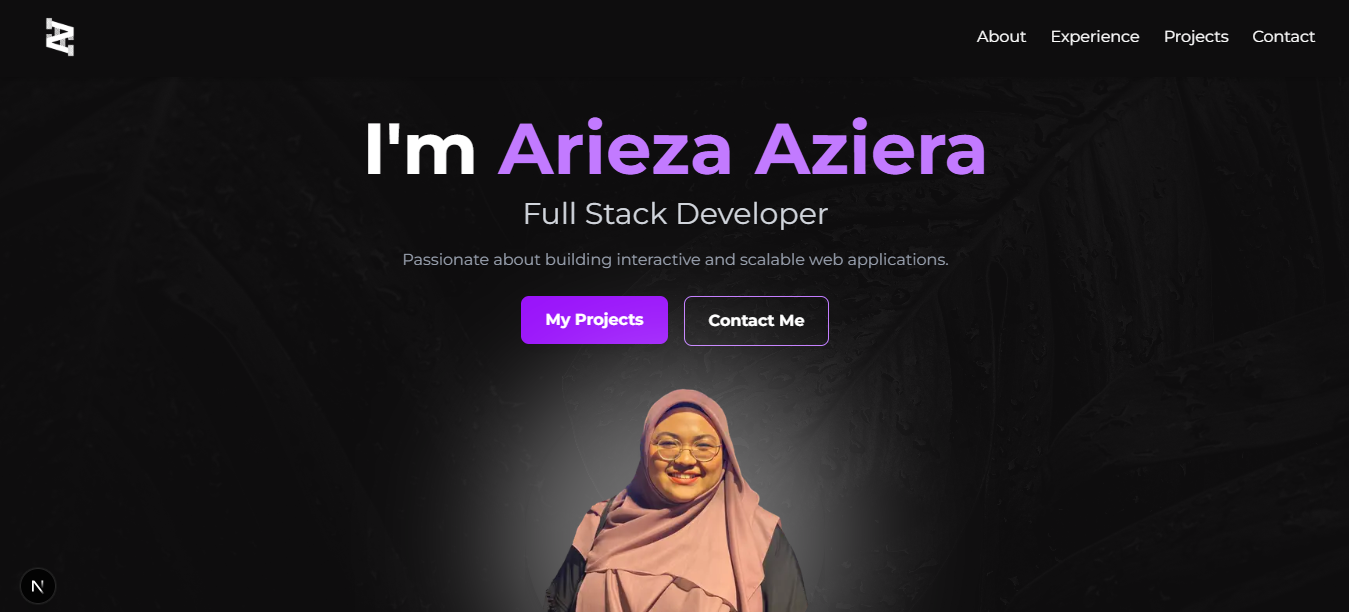 About Experience Projects Contact
I'm Arieza Aziera
Full Stack Developer
Passionate about building interactive and scalable web applications.
My Projects Contact Me
N